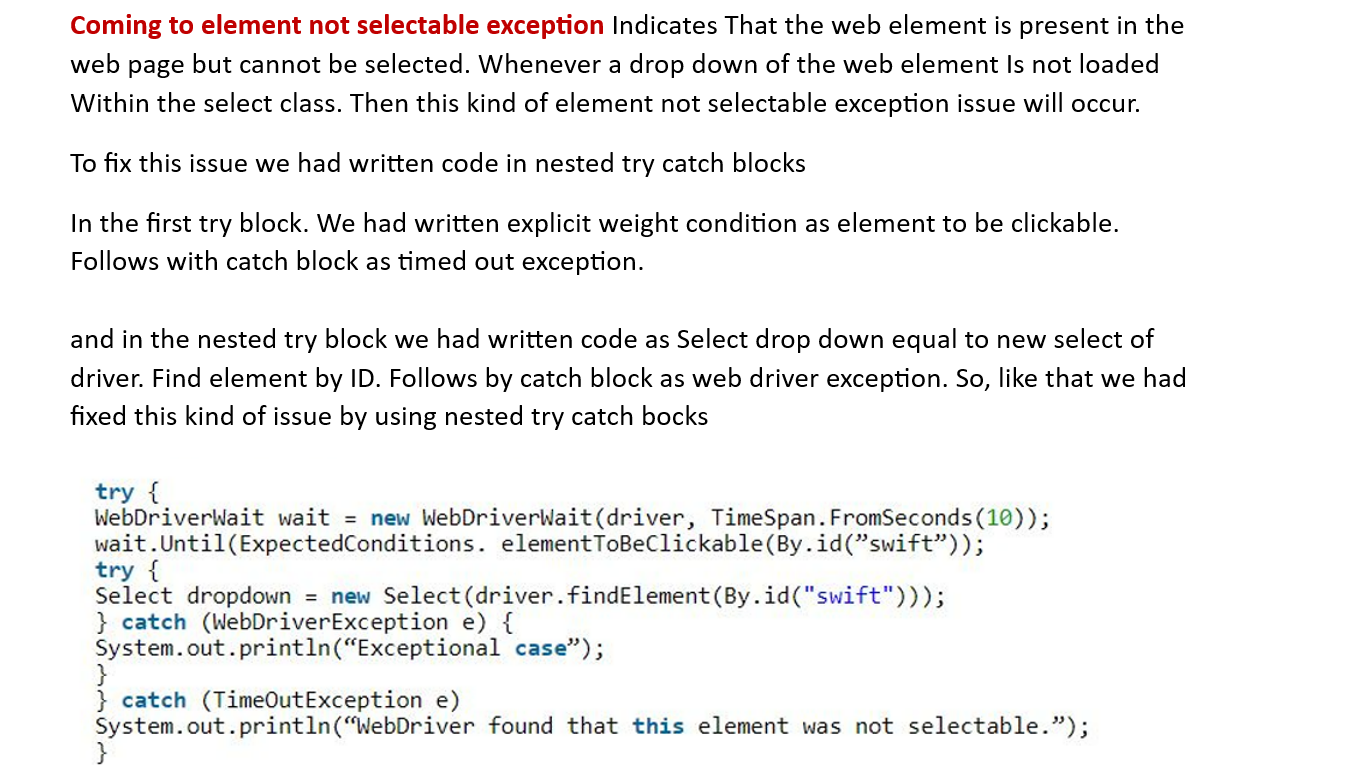 Coming to element not selectable exception Indicates That the web element is present in the
web page but cannot be selected. Whenever a drop down of the web element Is not loaded
Within the select class. Then this kind of element not selectable exception issue will occur.
To fix this issue we had written code in nested try catch blocks
In the first try block. We had written explicit weight condition as element to be clickable.
Follows with catch block as timed out exception.
and in the nested try block we had written code as Select drop down equal to new select of
driver. Find element by ID. Follows by catch block as web driver exception. So, like that we had
fixed this kind of issue by using nested try catch bocks
try {
WebDriverWait wait = new WebDriverWait(driver, TimeSpan.FromSeconds(10));
wait.Until(ExpectedConditions. elementToBeClickable(By.id(”swift”));
try {
Select dropdown = new Select(driver.findElement(By.id("swift")));
} catch (WebDriverException e) {
System.out.println(“Exceptional case”);
}
} catch (TimeOutException e)
System.out.println(“WebDriver found that this element was not selectable.”);
}